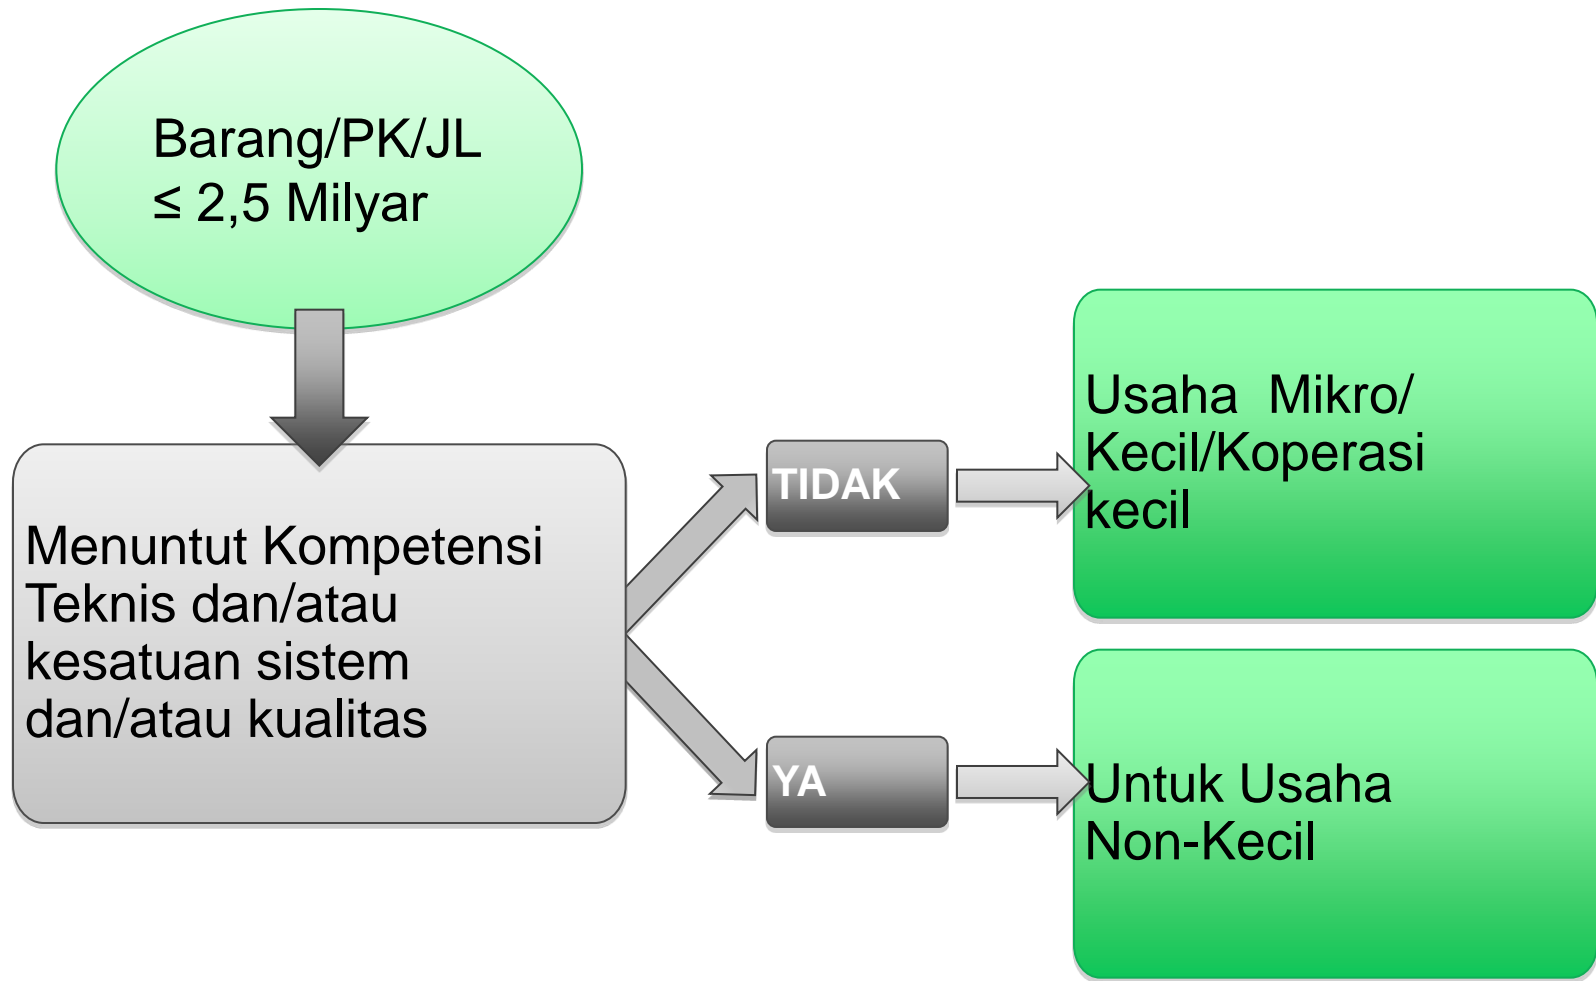 Barang/PK/JL
≤ 2,5 Milyar
Menuntut Kompetensi
Teknis dan/atau
kesatuan sistem
dan/atau kualitas
TIDAK
Usaha  Mikro/
Kecil/Koperasi
kecil
YA
Untuk Usaha
Non-Kecil